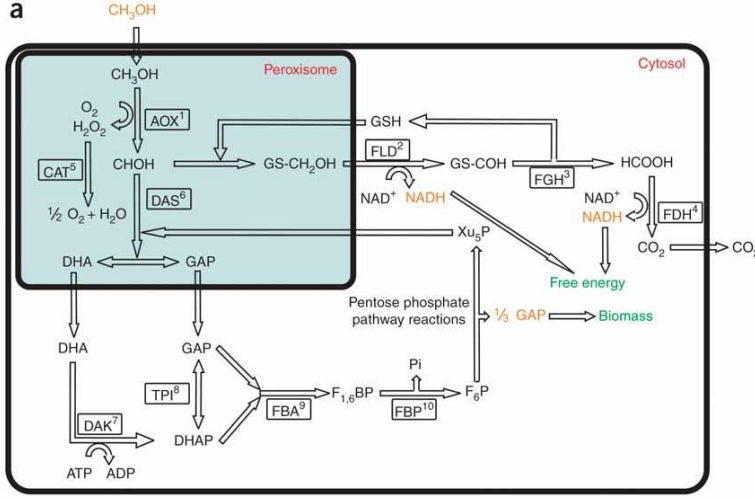 a
CH₃OH
Peroxisome
Cytosol
CH₃OH
O₂
H₂O₂
AOX¹
GSH
CAT⁵
CHOH
GS-CH₂OH
FLD²
GS-COH
FGH³
HCOOH
½ O₂ + H₂O
DAS⁶
NAD⁺ NADH
NAD⁺
NADH
FDH⁴
Xu₅P
CO₂
CO₂
DHA
GAP
Free energy
Pentose phosphate
pathway reactions
⅓ GAP
Biomass
DHA
GAP
Pi
TPI⁸
F₁,₆BP
F₆P
FBA⁹
FBP¹⁰
DAK⁷
DHAP
ATP ADP